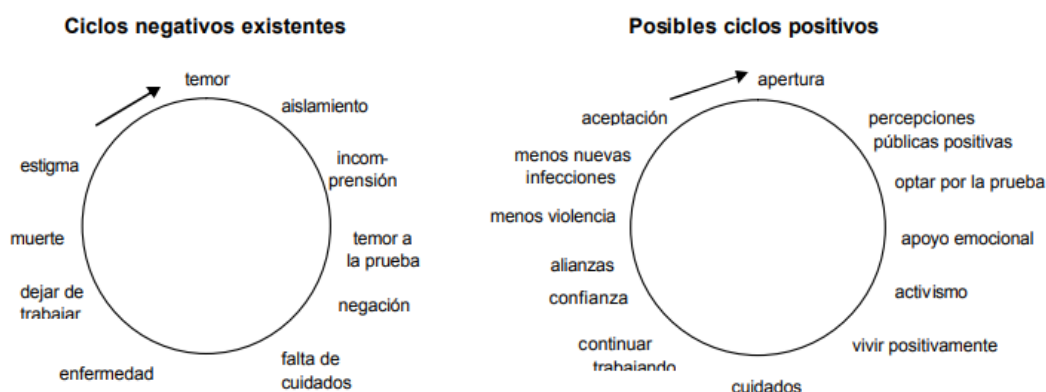 Ciclos negativos existentes
temor
aislamiento
incom-
prensión
temor a
la prueba
negación
falta de
cuidados
enfermedad
dejar de
trabajar
muerte
estigma
Posibles ciclos positivos
apertura
percepciones
públicas positivas
optar por la prueba
apoyo emocional
activismo
vivir positivamente
cuidados
continuar
trabajando
confianza
alianzas
menos violencia
menos nuevas
infecciones
aceptación